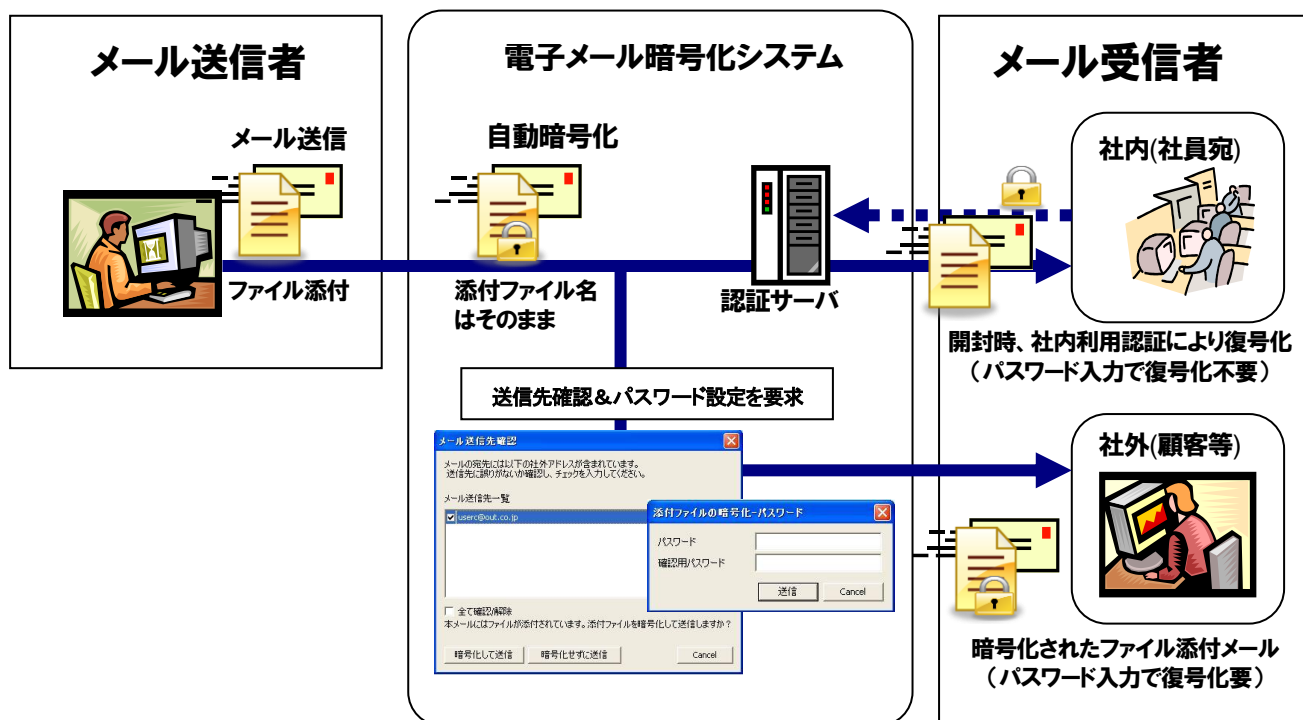 メール送信者
メール送信
ファイル添付
電子メール暗号化システム
自動暗号化
添付ファイル名
はそのまま
認証サーバ
送信先確認&パスワード設定を要求
メール送信先確認
メールの宛先には以下の社外アドレスが含まれています。
送信先に誤りがないか確認し、チェックを入力してください。
メール送信先一覧
userc@out.co.jp
全て確認/解除
本メールにはファイルが添付されています。添付ファイルを暗号化して送信しますか?
暗号化して送信
暗号化せずに送信
Cancel
添付ファイルの暗号化-パスワード
パスワード
確認用パスワード
送信
Cancel
メール受信者
社内(社員宛)
開封時、社内利用認証により復号化
(パスワード入力で復号化不要)
社外(顧客等)
暗号化されたファイル添付メール
(パスワード入力で復号化要)